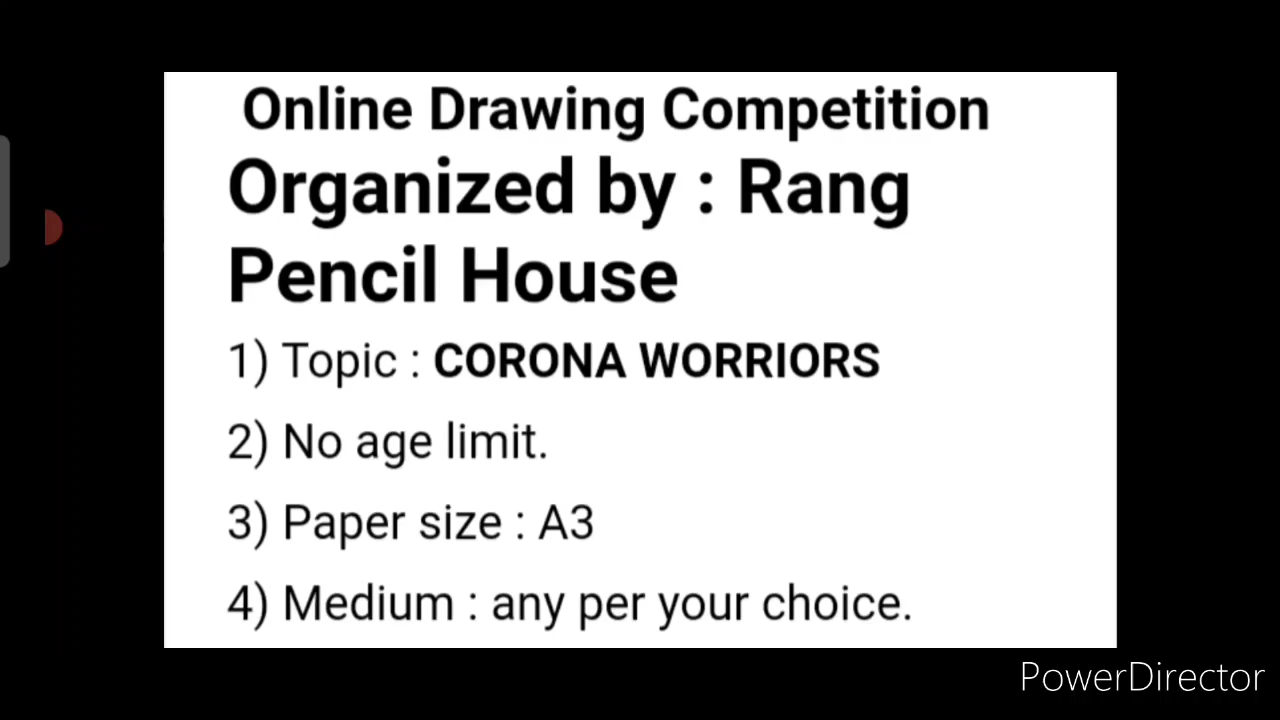 Online Drawing Competition
Organized by : Rang
Pencil House
1) Topic : CORONA WORRIORS
2) No age limit.
3) Paper size : A3
4) Medium : any per your choice.
PowerDirector